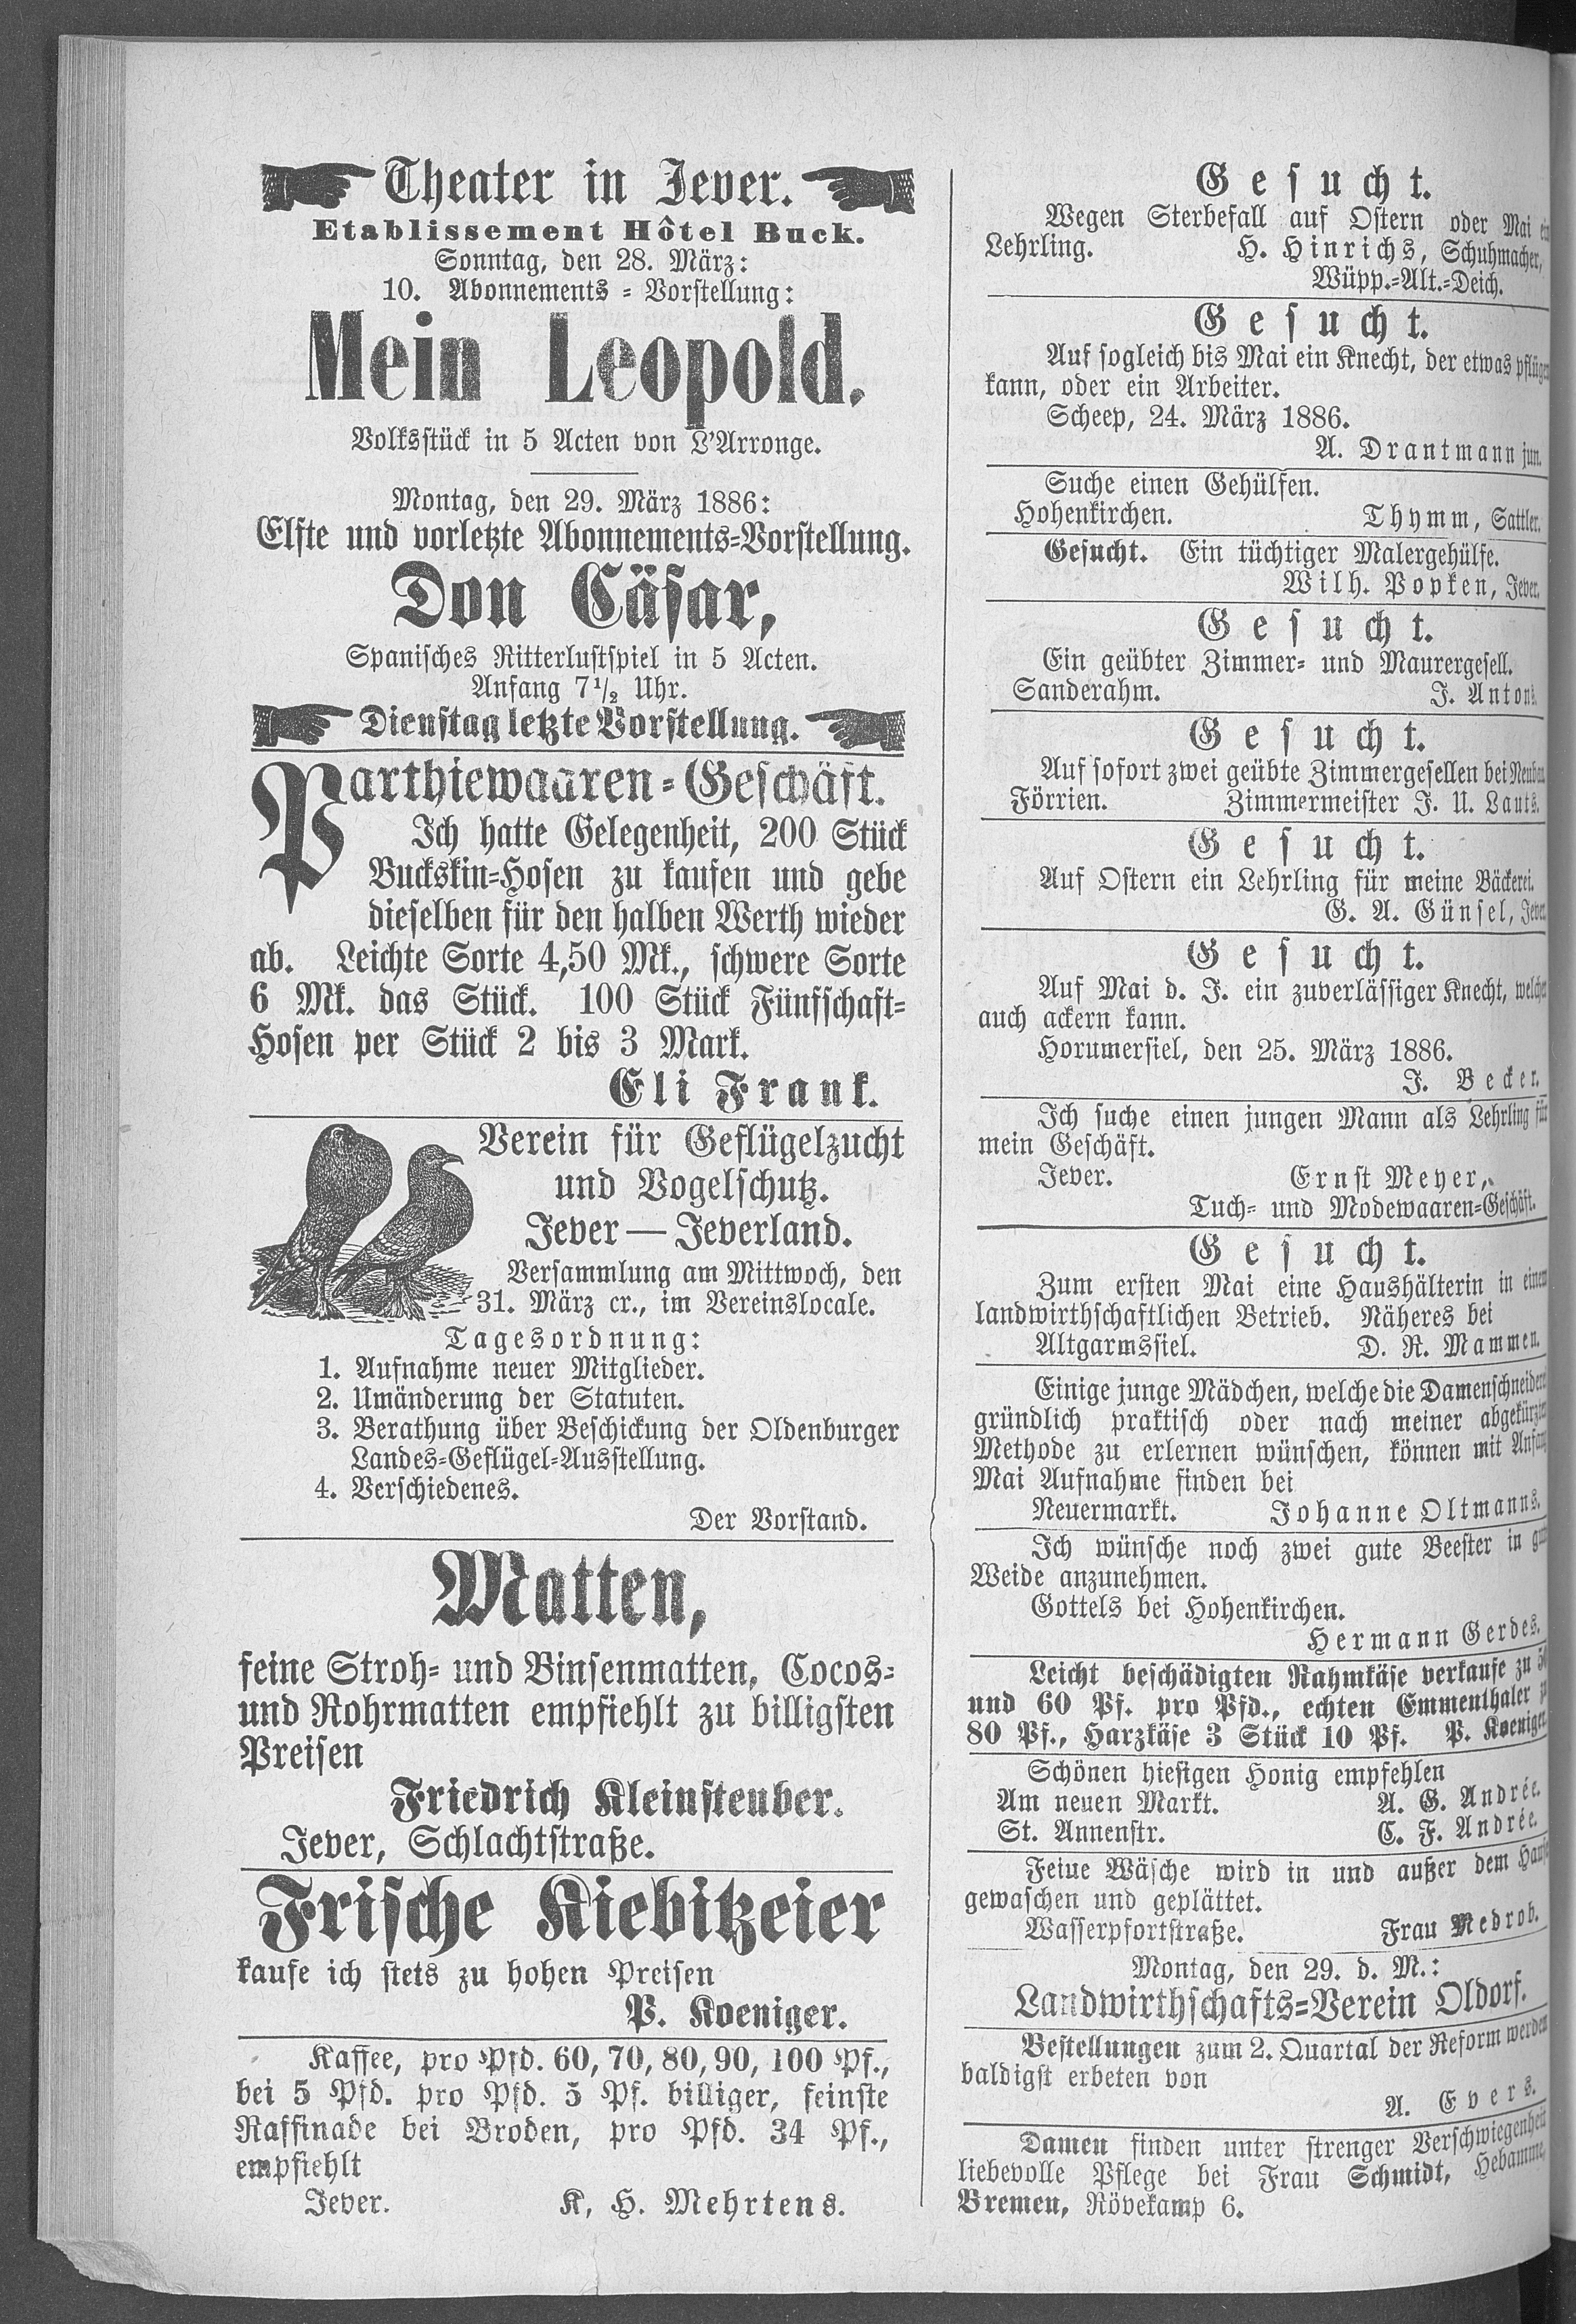 Theater in Jever.
Etablissement Hôtel Buck.
Sonntag, den 28. März:
10. Abonnements-Vorstellung:
Mein Leopold.
Volksstück in 5 Acten von L'Arronge.
Montag, den 29. März 1886:
Elfte und vorletzte Abonnements-Vorstellung.
Don Cäsar,
Spanisches Ritterlustspiel in 5 Acten.
Anfang 7½ Uhr.
Dienstag letzte Vorstellung.
Parthiewaaren-Geschäft.
Ich hatte Gelegenheit, 200 Stück
Buckskin-Hosen zu kaufen und gebe
dieselben für den halben Werth wieder
ab. Leichte Sorte 4,50 Mk., schwere Sorte
6 Mk. das Stück. 100 Stück Fünfschaft-
Hosen per Stück 2 bis 3 Mark.
Eli Frank.
Verein für Geflügelzucht
und Vogelschutz.
Jever — Jeverland.
Versammlung am Mittwoch, den
31. März cr., im Vereinslocale.
Tagesordnung:
1. Aufnahme neuer Mitglieder.
2. Umänderung der Statuten.
3. Berathung über Beschickung der Oldenburger
Landes-Geflügel-Ausstellung.
4. Verschiedenes.
Der Vorstand.
Matten,
feine Stroh- und Binsenmatten, Cocos-
und Rohrmatten empfiehlt zu billigsten
Preisen
Friedrich Kleinsteuber.
Jever, Schlachtstraße.
Frische Kiebitzeier
kaufe ich stets zu hohen Preisen
P. Koeniger.
Kaffee, pro Pfd. 60, 70, 80, 90, 100 Pf.,
bei 5 Pfd. pro Pfd. 5 Pf. billiger, feinste
Raffinade bei Broden, pro Pfd. 34 Pf.,
empfiehlt
Jever. K. H. Mehrtens.
Gesucht.
Wegen Sterbefall auf Ostern oder Mai ein
Lehrling. H. Hinrichs, Schuhmacher,
Wüpp.-Alt.-Deich.
Gesucht.
Auf sogleich bis Mai ein Knecht, der etwas pflügen
kann, oder ein Arbeiter.
Scheep, 24. März 1886.
A. Drantmann jun.
Suche einen Gehülfen.
Hohenkirchen. Thymm, Sattler.
Gesucht. Ein tüchtiger Malergehülfe.
Wilh. Popken, Jever.
Gesucht.
Ein geübter Zimmer- und Maurergesell.
Sanderahm. J. Anton.
Gesucht.
Auf sofort zwei geübte Zimmergesellen bei
Förrien. Zimmermeister J. U. Lauts.
Gesucht.
Auf Ostern ein Lehrling für meine Bäckerei.
G. A. Günsel, Jever.
Gesucht.
Auf Mai d. J. ein zuverlässiger Knecht, welcher
auch ackern kann.
Horumersiel, den 25. März 1886.
J. Becker.
Ich suche einen jungen Mann als Lehrling für
mein Geschäft.
Jever. Ernst Meyer,
Tuch- und Modewaaren-Geschäft.
Gesucht.
Zum ersten Mai eine Haushälterin in einem
landwirthschaftlichen Betrieb. Näheres bei
Altgarmssiel. D. R. Mammen.
Einige junge Mädchen, welche die Damenschneiderei
gründlich praktisch oder nach meiner abgekürzten
Methode zu erlernen wünschen, können mit Anfang
Mai Aufnahme finden bei
Neuermarkt. Johanne Oltmanns.
Ich wünsche noch zwei gute Beester in gute
Weide anzunehmen.
Gottels bei Hohenkirchen.
Hermann Gerdes.
Leicht beschädigten Rahmkäse verkaufe zu
und 60 Pf. pro Pfd., echten Emmenthaler zu
80 Pf., Harzkäse 3 Stück 10 Pf. P. Koeniger.
Schönen hiesigen Honig empfehlen
Am neuen Markt. A. G. Andrée.
St. Annenstr. C. F. Andrée.
Feine Wäsche wird in und außer dem Hause
gewaschen und geplättet.
Wasserpfortstraße. Frau Medrob.
Montag, den 29. d. M.:
Landwirthschafts-Verein Oldorf.
Bestellungen zum 2. Quartal der Reform werden
baldigst erbeten von
A. Evers.
Damen finden unter strenger Verschwiegenheit
liebevolle Pflege bei Frau Schmidt, Hebamme,
Bremen, Rövekamp 6.